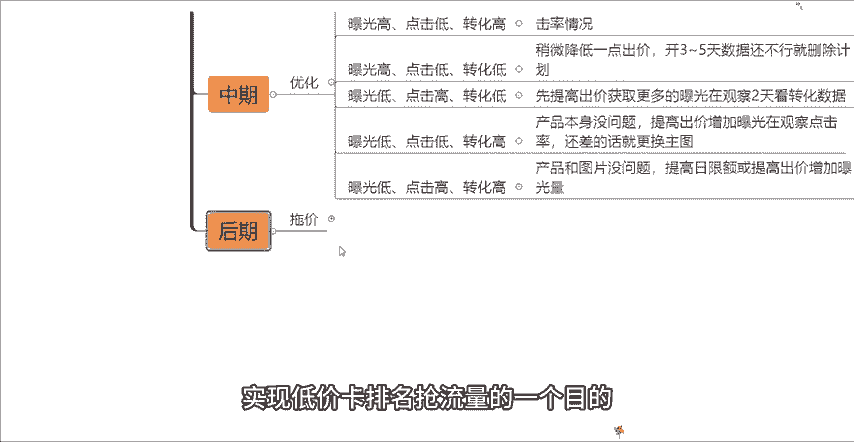 曝光高、点击低、转化高
击率情况
稍微降低一点出价，开3~5天数据还不行就删除计
划
曝光高、点击低、转化低
中期
优化
曝光低、点击高、转化低
先提高出价获取更多的曝光在观察2天看转化数据
产品本身没问题，提高出价增加曝光在观察点击
率，还差的话就更换主图
曝光低、点击低、转化高
产品和图片没问题，提高日限额或提高出价增加曝
光量
曝光低、点击高、转化高
后期
拖价
实现低价卡排名抢流量的一个目的